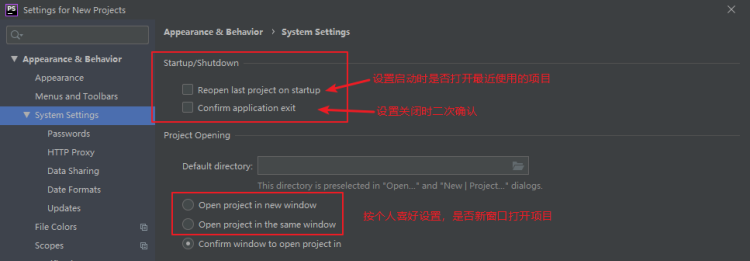 PS Settings for New Projects
Appearance & Behavior
Appearance
Menus and Toolbars
System Settings
Passwords
HTTP Proxy
Data Sharing
Date Formats
Updates
File Colors
Scopes
Appearance & Behavior > System Settings
Startup/Shutdown
Reopen last project on startup
设置启动时是否打开最近使用的项目
Confirm application exit
设置关闭时二次确认
Project Opening
Default directory:
This directory is preselected in "Open..." and "New | Project..." dialogs.
Open project in new window
按个人喜好设置，是否新窗口打开项目
Open project in the same window
Confirm window to open project in